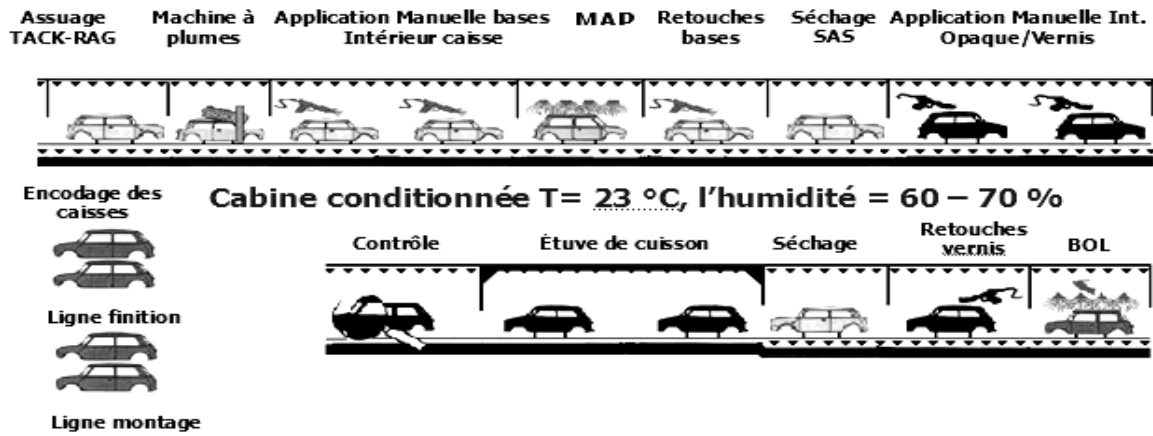 Assuage
TACK-RAG
Machine à
plumes
Application Manuelle bases
Intérieur caisse
MAP
Retouches
bases
Séchage
SAS
Application Manuelle Int.
Opaque/Vernis
Encodage des
caisses
Cabine conditionnée T= 23 °C, l’humidité = 60 – 70 %
Contrôle
Étuve de cuisson
Séchage
Retouches
vernis
BOL
Ligne finition
Ligne montage